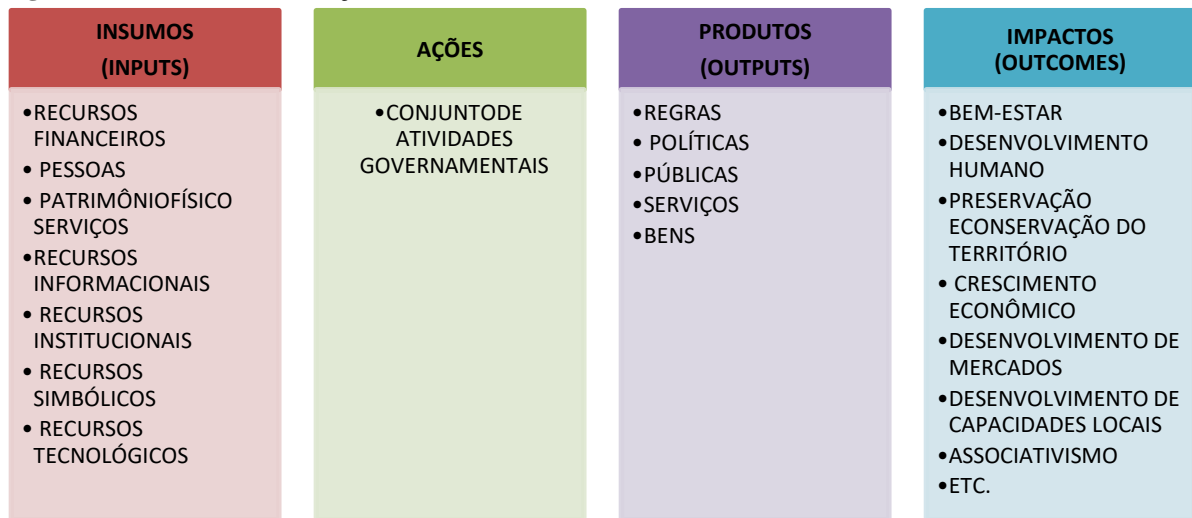 INSUMOS
(INPUTS)
•RECURSOS
FINANCEIROS
• PESSOAS
• PATRIMÔNIOFÍSICO
SERVIÇOS
•RECURSOS
INFORMACIONAIS
• RECURSOS
INSTITUCIONAIS
• RECURSOS
SIMBÓLICOS
• RECURSOS
TECNOLÓGICOS
AÇÕES
•CONJUNTODE
ATIVIDADES
GOVERNAMENTAIS
PRODUTOS
(OUTPUTS)
•REGRAS
• POLÍTICAS
•PÚBLICAS
•SERVIÇOS
•BENS
IMPACTOS
(OUTCOMES)
•BEM-ESTAR
•DESENVOLVIMENTO
HUMANO
•PRESERVAÇÃO
ECONSERVAÇÃO DO
TERRITÓRIO
• CRESCIMENTO
ECONÔMICO
•DESENVOLVIMENTO DE
MERCADOS
•DESENVOLVIMENTO DE
CAPACIDADES LOCAIS
•ASSOCIATIVISMO
•ETC.